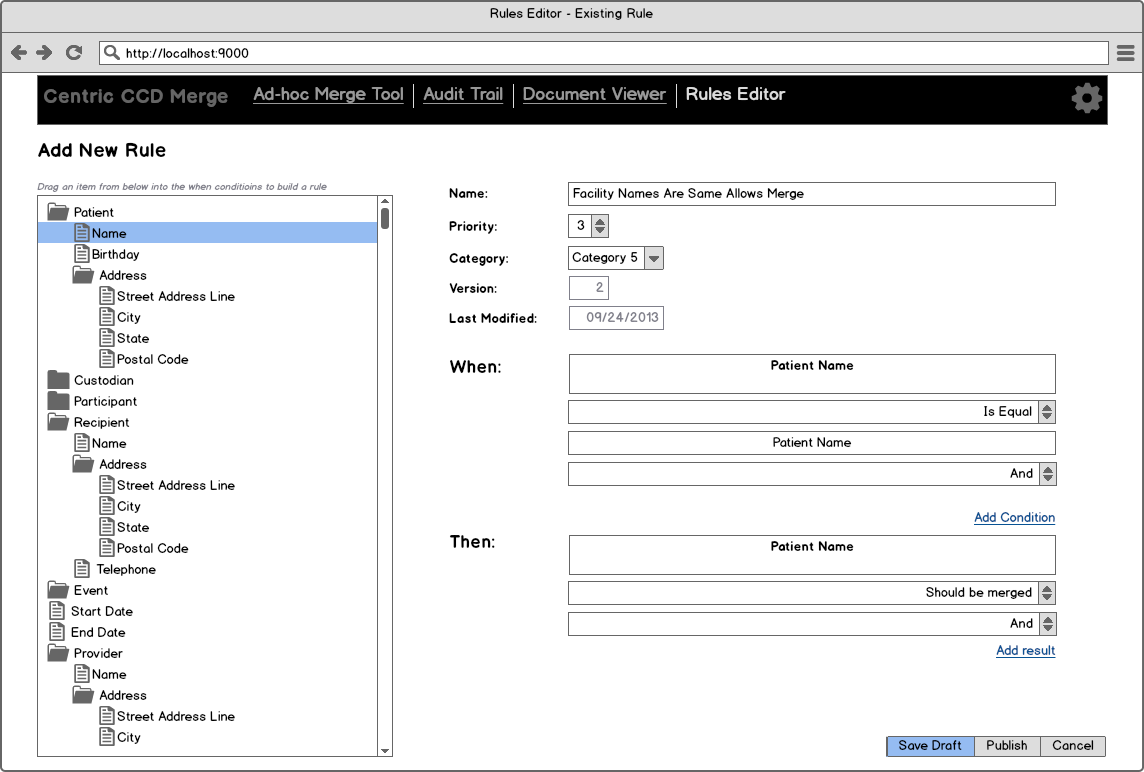 Rules Editor - Existing Rule
http://localhost:9000
Centric CCD Merge Ad-hoc Merge Tool Audit Trail Document Viewer Rules Editor
Add New Rule
Drag an item from below into the when conditioins to build a rule
Patient
Name
Birthday
Address
Street Address Line
City
State
Postal Code
Custodian
Participant
Recipient
Name
Address
Street Address Line
City
State
Postal Code
Telephone
Event
Start Date
End Date
Provider
Name
Address
Street Address Line
City
Name: Facility Names Are Same Allows Merge
Priority: 3
Category: Category 5
Version: 2
Last Modified: 09/24/2013
When: Patient Name
Is Equal
Patient Name
And
Add Condition
Then: Patient Name
Should be merged
And
Add result
Save Draft Publish Cancel